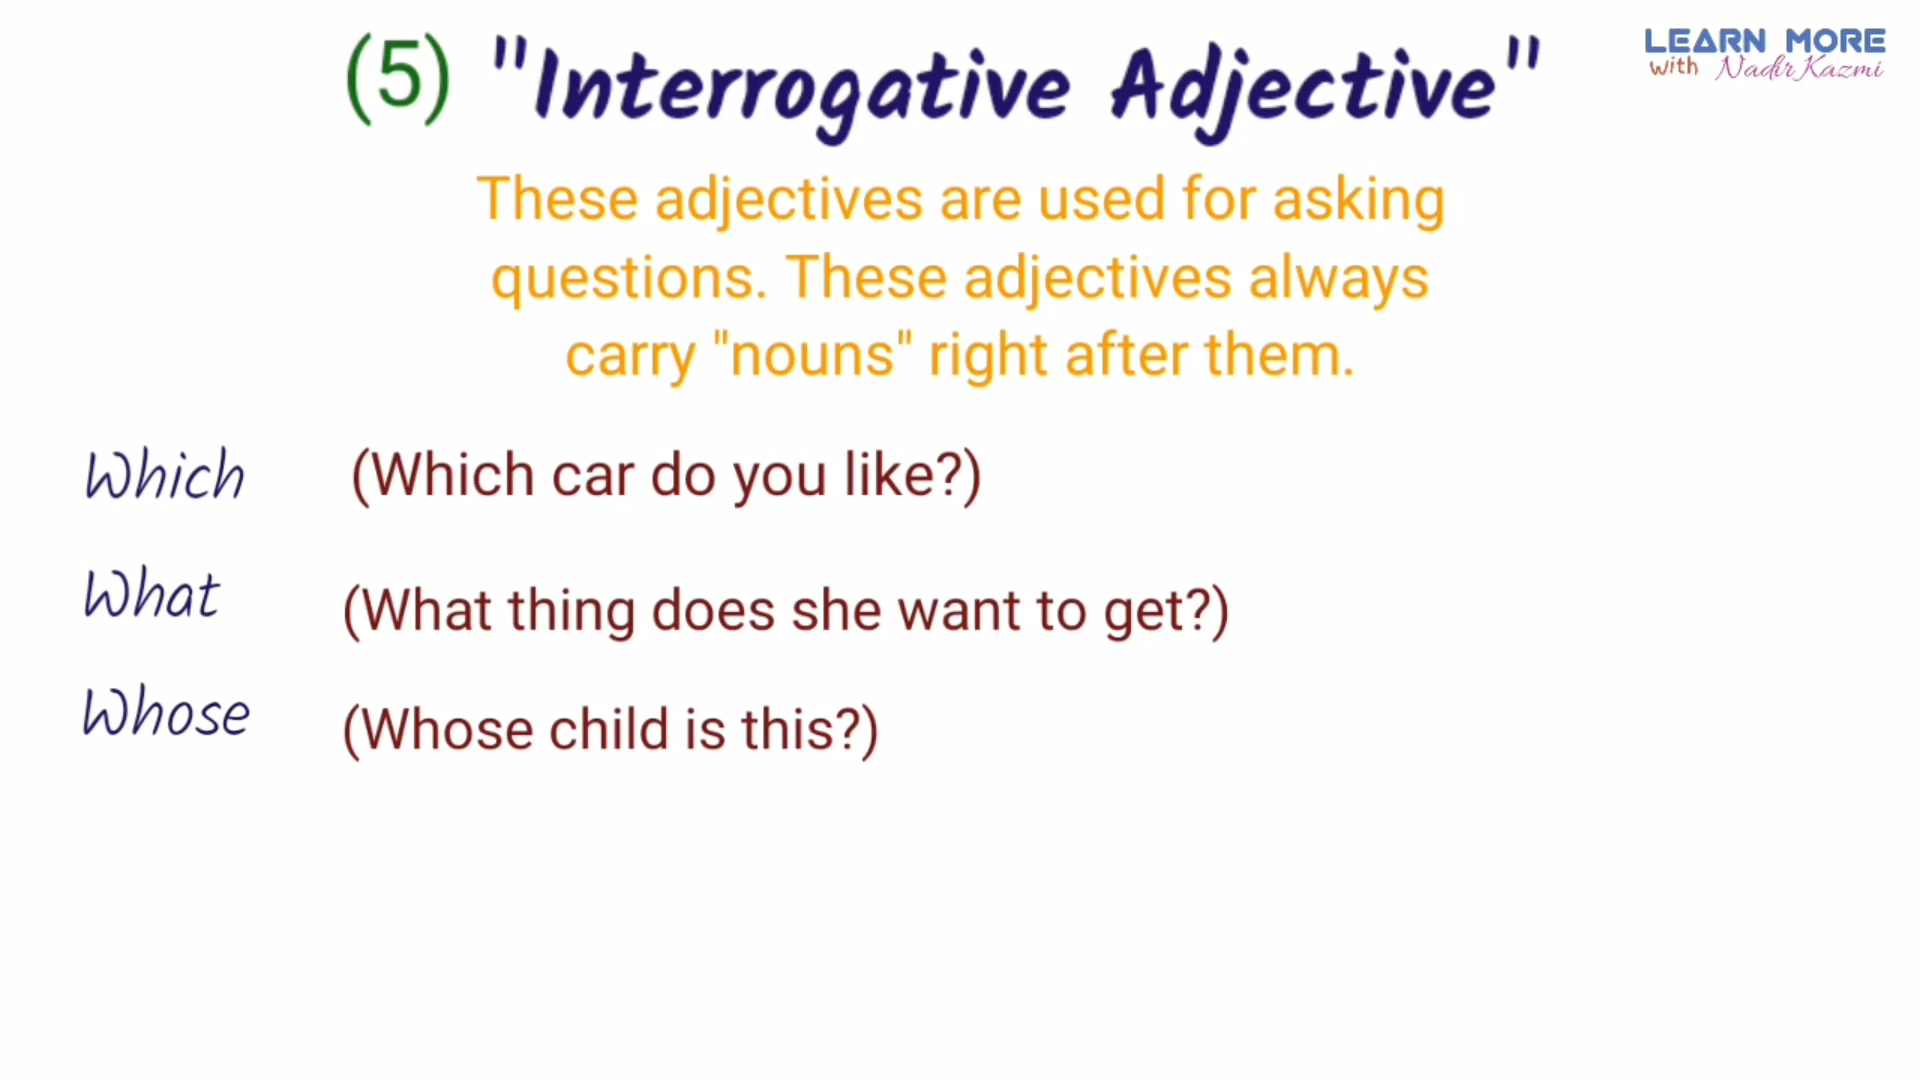 (5) "Interrogative Adjective"
LEARN MORE
with Nadir Kazmi
These adjectives are used for asking
questions. These adjectives always
carry "nouns" right after them.
Which (Which car do you like?)
What (What thing does she want to get?)
Whose (Whose child is this?)